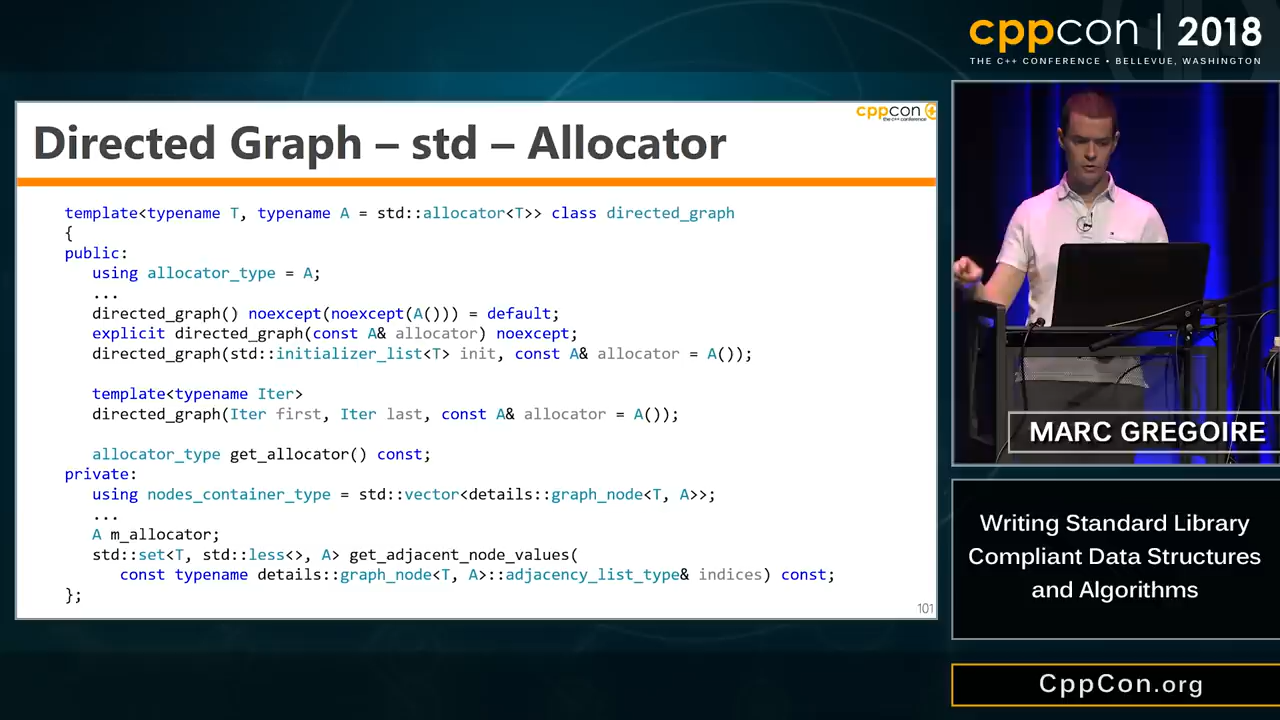 cppcon | 2018
THE C++ CONFERENCE • BELLEVUE, WASHINGTON
cppcon
the c++ conference
Directed Graph – std – Allocator
template<typename T, typename A = std::allocator<T>> class directed_graph
{
public:
using allocator_type = A;
...
directed_graph() noexcept(noexcept(A())) = default;
explicit directed_graph(const A& allocator) noexcept;
directed_graph(std::initializer_list<T> init, const A& allocator = A());
template<typename Iter>
directed_graph(Iter first, Iter last, const A& allocator = A());
allocator_type get_allocator() const;
private:
using nodes_container_type = std::vector<details::graph_node<T, A>>;
...
A m_allocator;
std::set<T, std::less<>, A> get_adjacent_node_values(
const typename details::graph_node<T, A>::adjacency_list_type& indices) const;
};
101
MARC GREGOIRE
Writing Standard Library
Compliant Data Structures
and Algorithms
CppCon.org